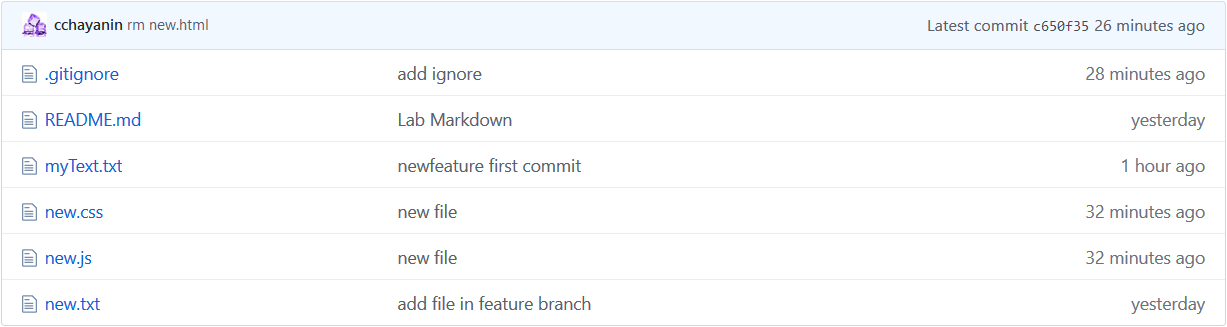 cchayanin rm new.html Latest commit c650f35 26 minutes ago
.gitignore add ignore 28 minutes ago
README.md Lab Markdown yesterday
myText.txt newfeature first commit 1 hour ago
new.css new file 32 minutes ago
new.js new file 32 minutes ago
new.txt add file in feature branch yesterday